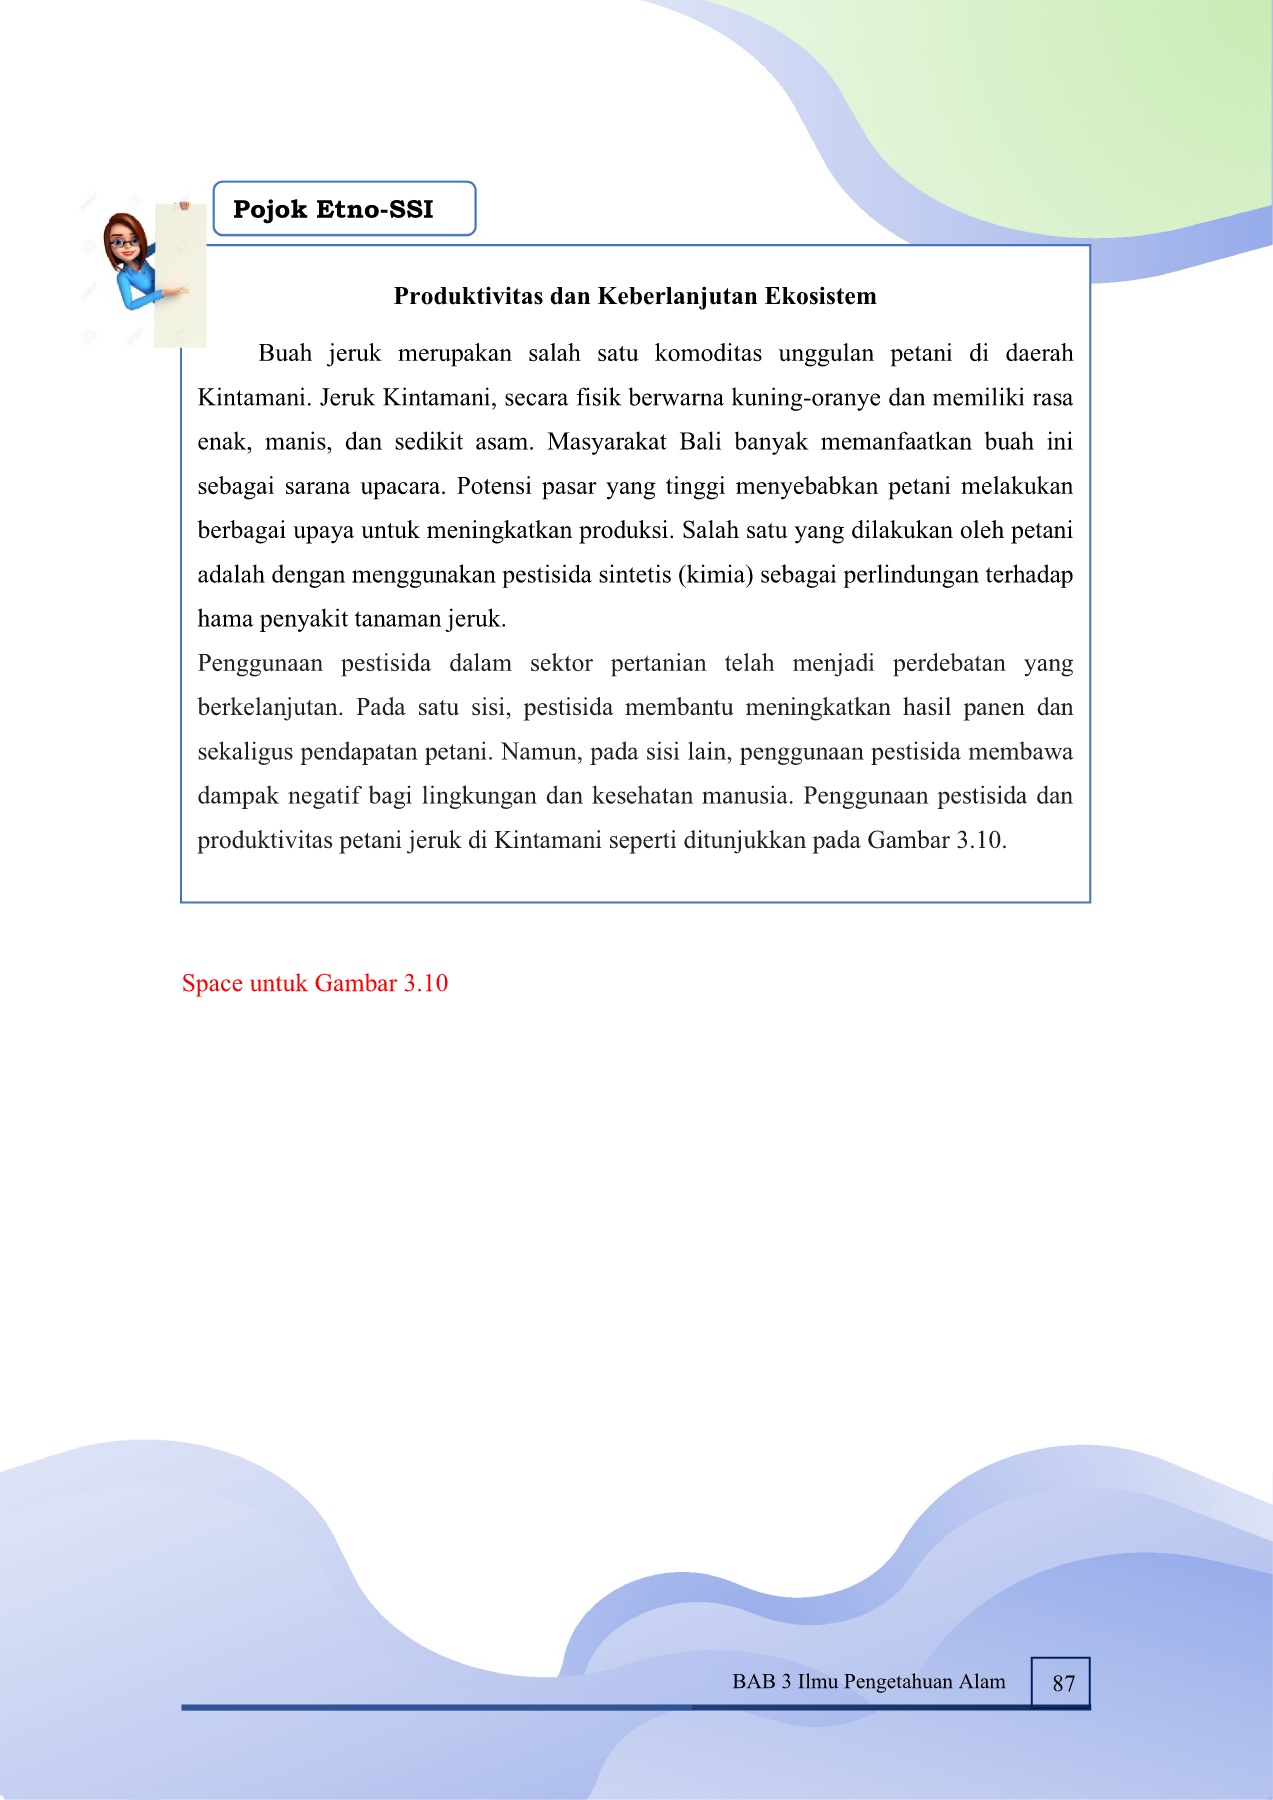 Pojok Etno-SSI
Produktivitas dan Keberlanjutan Ekosistem
Buah jeruk merupakan salah satu komoditas unggulan petani di daerah
Kintamani. Jeruk Kintamani, secara fisik berwarna kuning-oranye dan memiliki rasa
enak, manis, dan sedikit asam. Masyarakat Bali banyak memanfaatkan buah ini
sebagai sarana upacara. Potensi pasar yang tinggi menyebabkan petani melakukan
berbagai upaya untuk meningkatkan produksi. Salah satu yang dilakukan oleh petani
adalah dengan menggunakan pestisida sintetis (kimia) sebagai perlindungan terhadap
hama penyakit tanaman jeruk.
Penggunaan pestisida dalam sektor pertanian telah menjadi perdebatan yang
berkelanjutan. Pada satu sisi, pestisida membantu meningkatkan hasil panen dan
sekaligus pendapatan petani. Namun, pada sisi lain, penggunaan pestisida membawa
dampak negatif bagi lingkungan dan kesehatan manusia. Penggunaan pestisida dan
produktivitas petani jeruk di Kintamani seperti ditunjukkan pada Gambar 3.10.
Space untuk Gambar 3.10
BAB 3 Ilmu Pengetahuan Alam
87